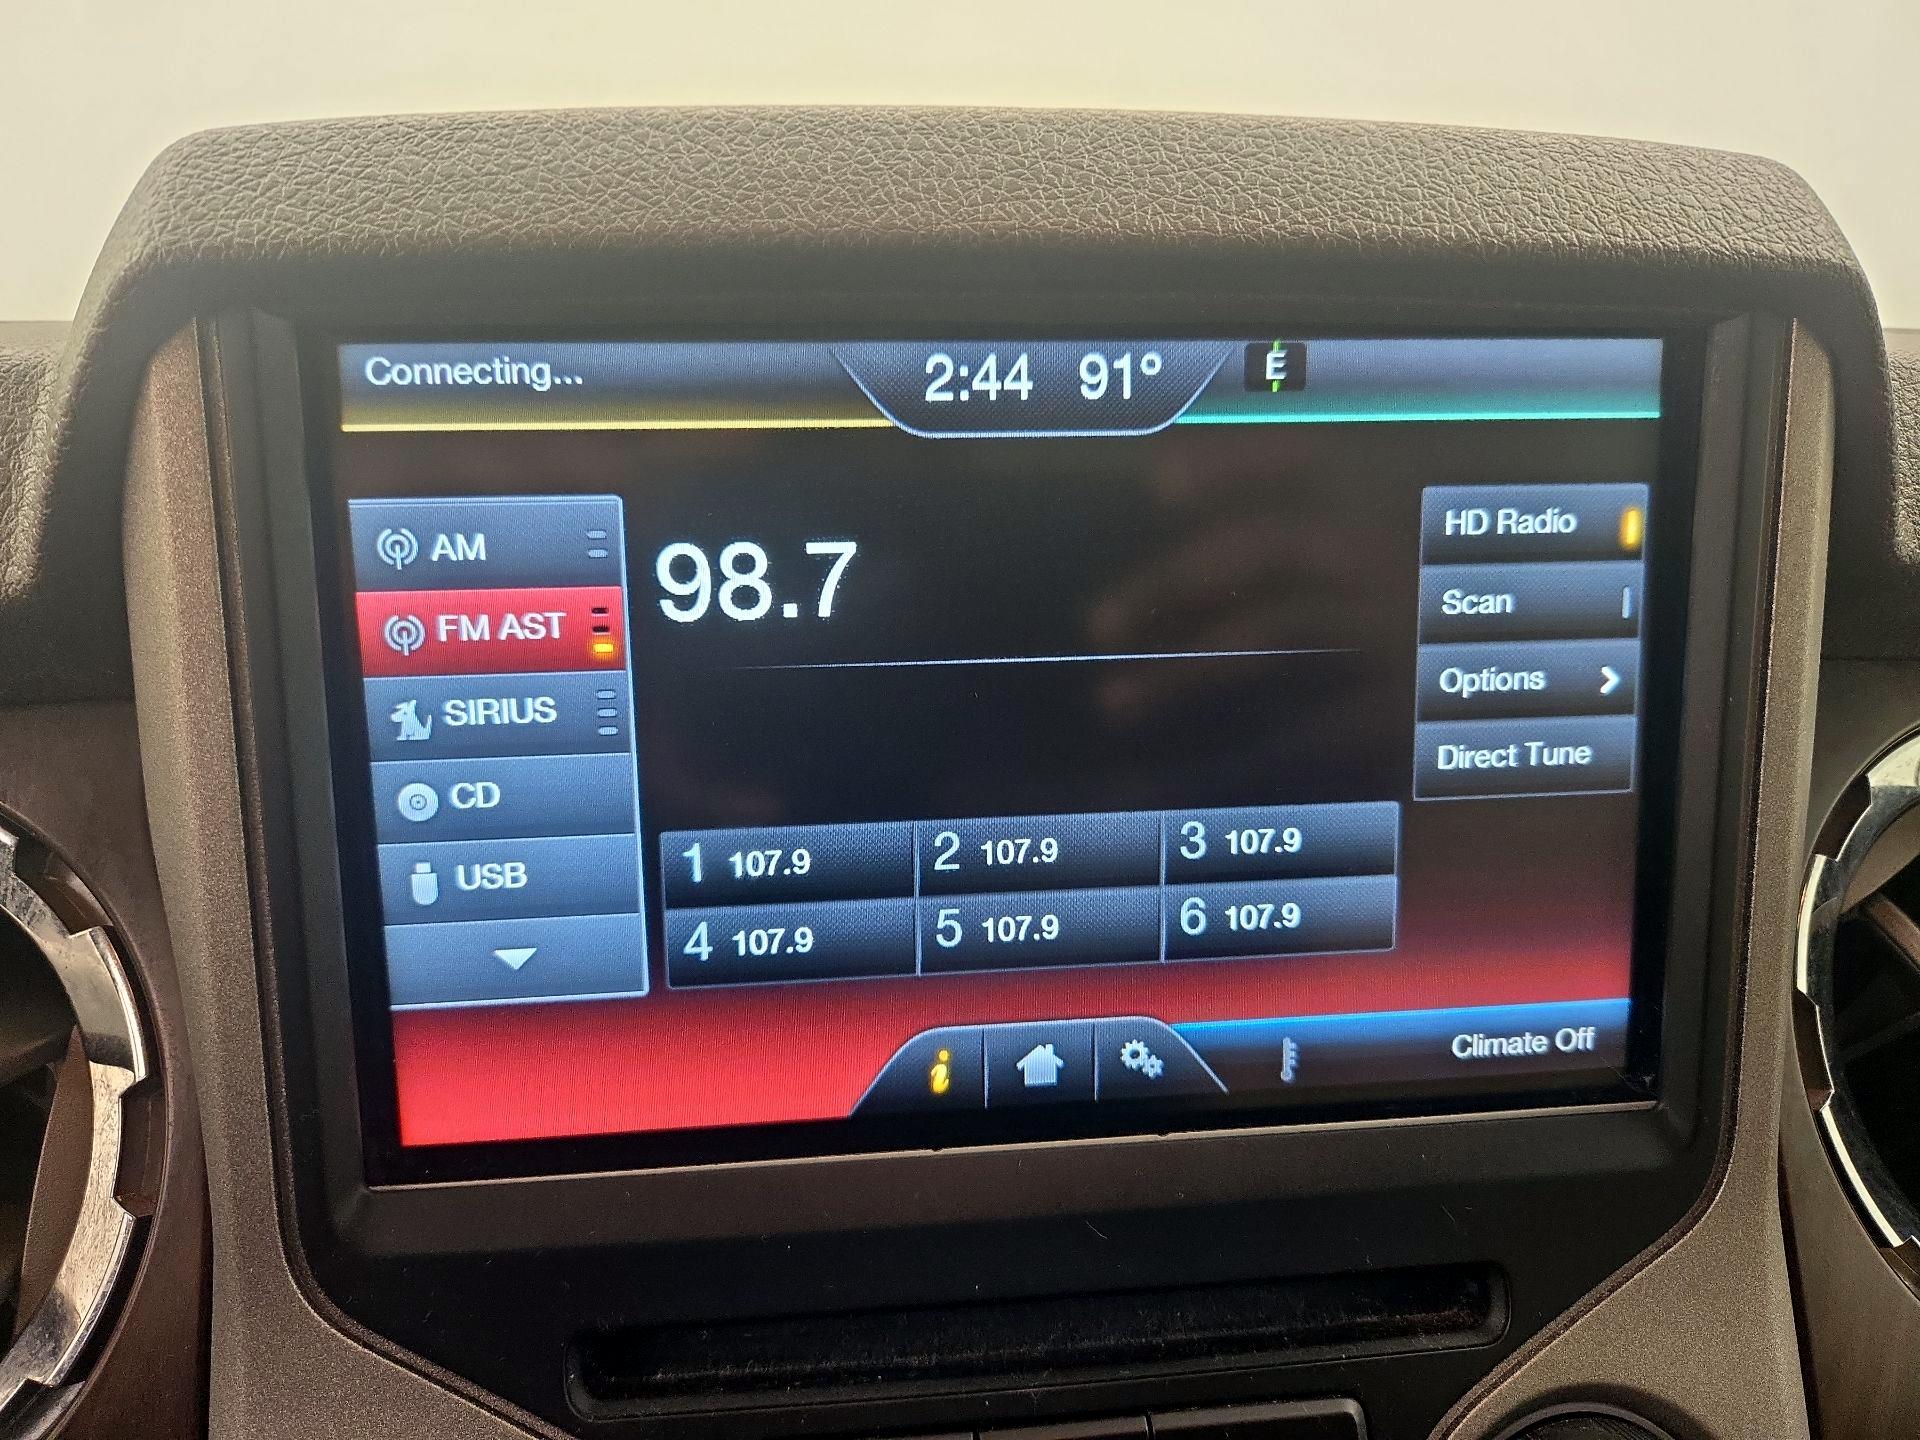 Connecting...
2:44 91°
E
AM
FM AST
SIRIUS
CD
USB
98.7
HD Radio
Scan
Options
Direct Tune
1 107.9 2 107.9 3 107.9
4 107.9 5 107.9 6 107.9
i
Climate Off